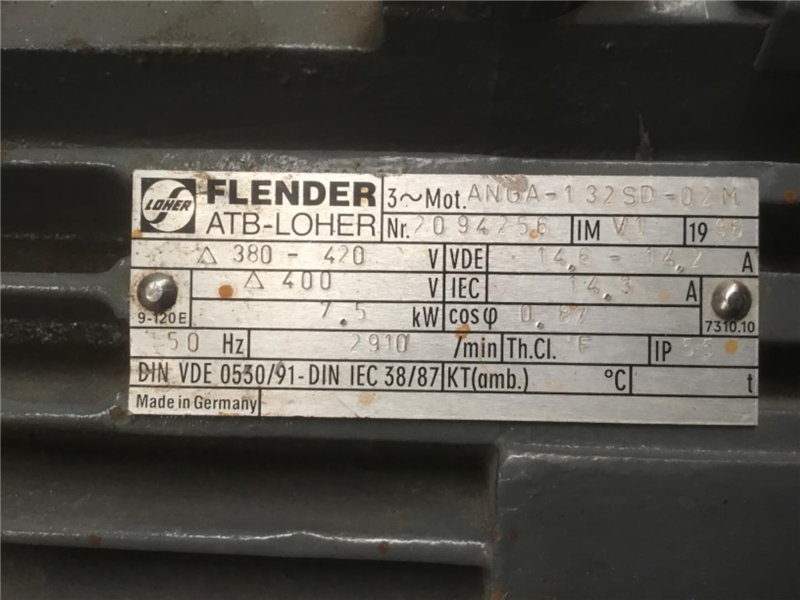 LOHER FLENDER ATB-LOHER 3~Mot. ANGA-132SD-02M
Nr. 2094256 IM V1 1996
△ 380 - 420 V VDE 14,6 - 14,2 A
△ 400 V IEC 14,3 A
9-120E 7,5 kW cosφ 0,87 7310.10
50 Hz 2910 /min Th.Cl. F IP 55
DIN VDE 0530/91-DIN IEC 38/87 KT(amb.) °C t
Made in Germany